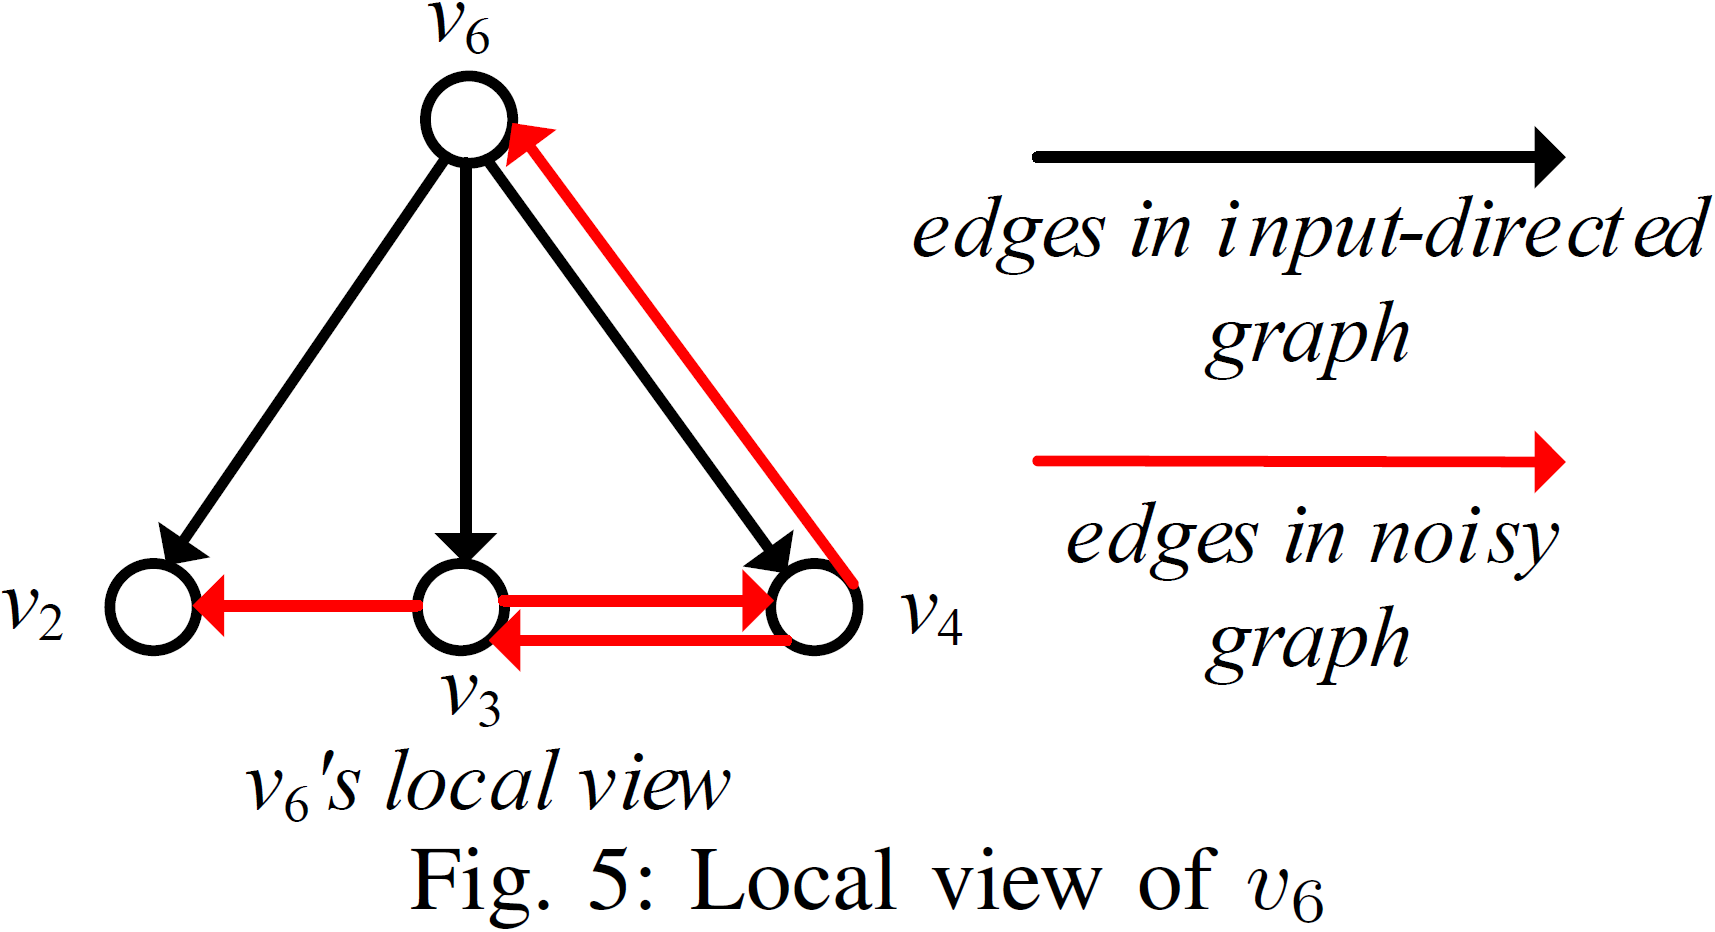 v6
v2
v3
v4
v6's local view
edges in input-directed
graph
edges in noisy
graph
Fig. 5: Local view of v6